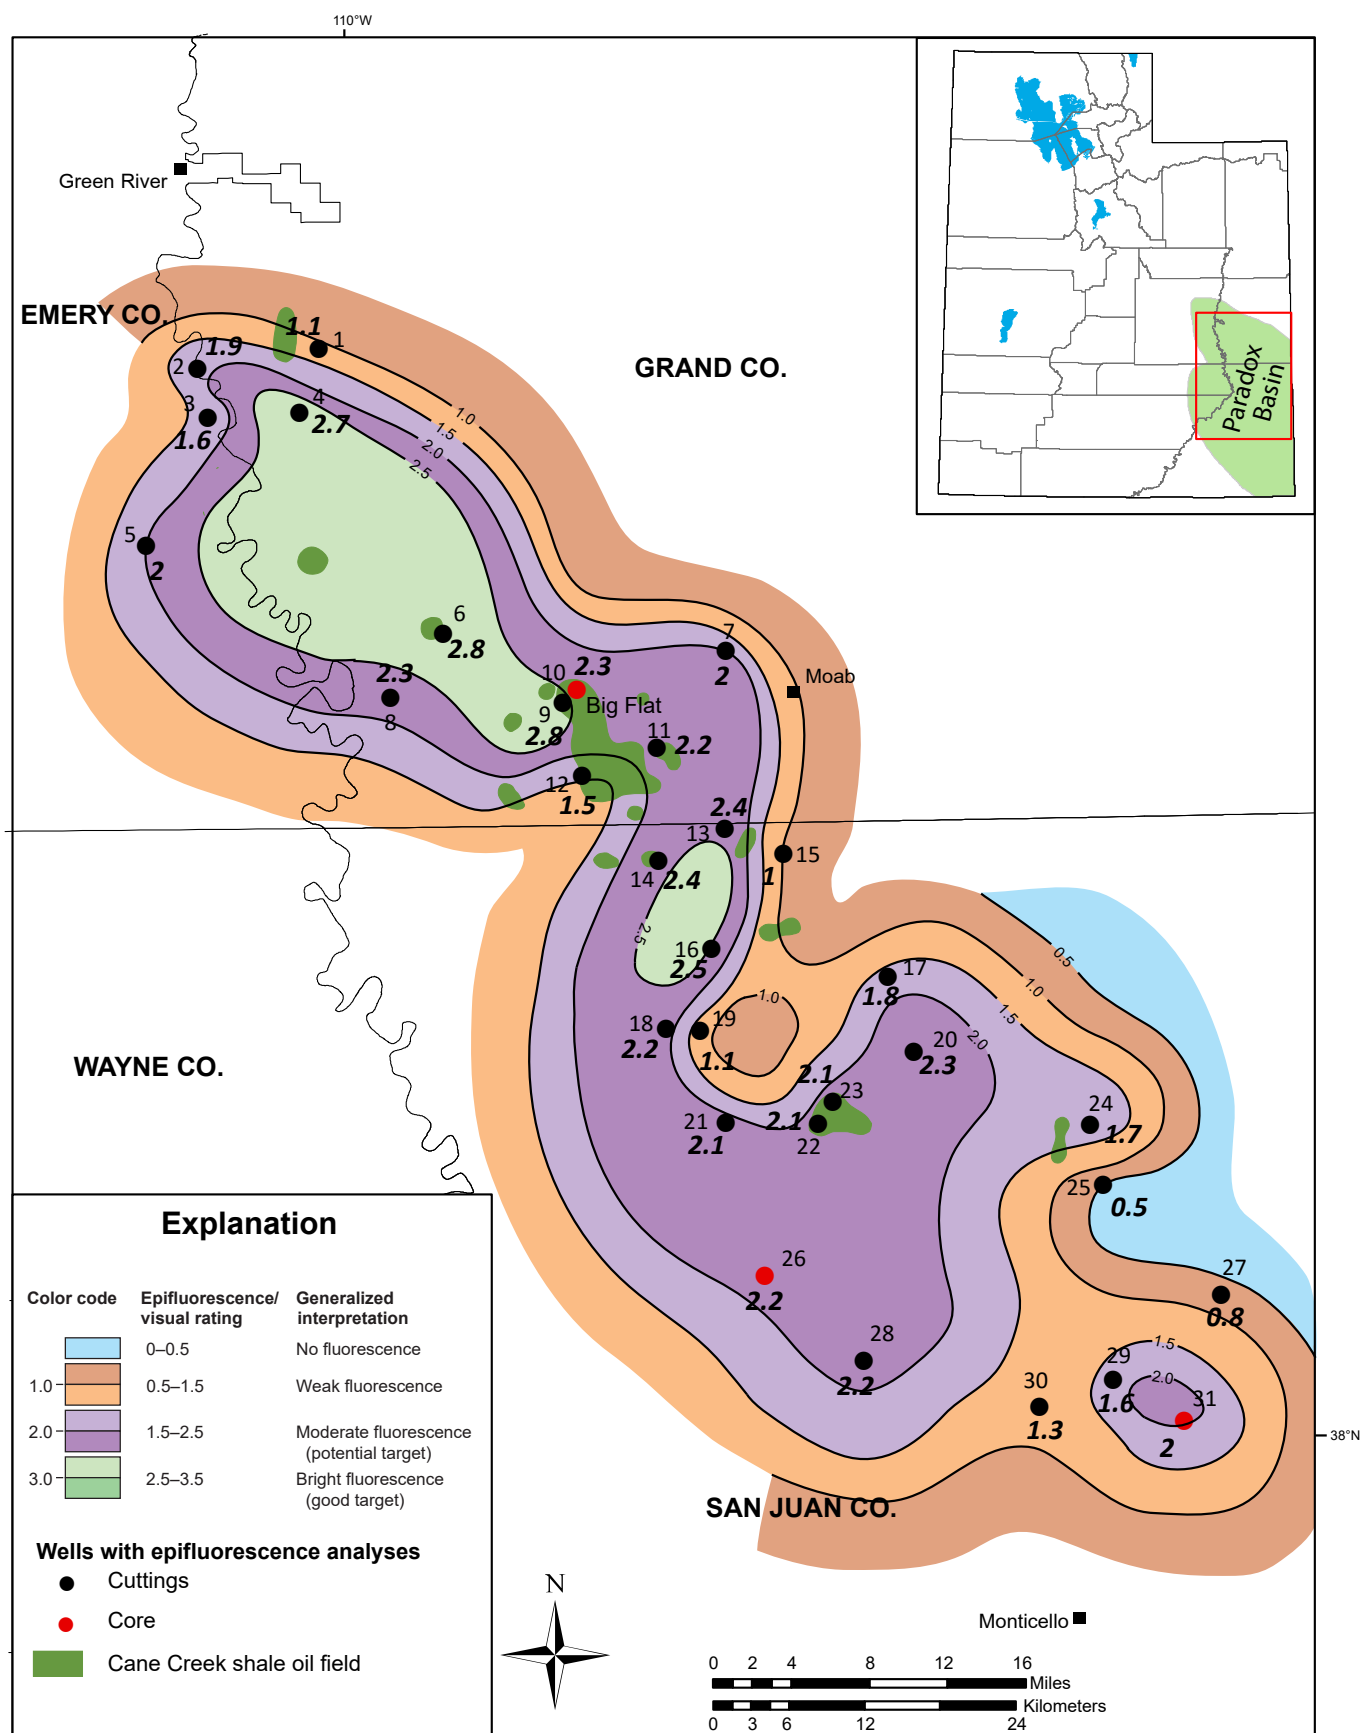 110°W
Green River
EMERY CO.
GRAND CO.
Paradox
Basin
1.1
1
1.9
2
3
1.6
4
2.7
1.0
1.5
2.0
2.5
5
2
6
2.8
7
2
Moab
2.3
8
10
2.3
9
Big Flat
2.8
11
2.2
12
1.5
2.4
13
14
2.4
15
1
2.5
16
2.5
17
1.8
0.5
1.0
1.5
2.0
1.0
18
2.2
19
1.1
20
2.3
2.1
23
21
2.1
2.1
22
24
1.7
25
0.5
WAYNE CO.
26
2.2
27
0.8
28
2.2
1.5
29
1.6
2.0
31
2
30
1.3
38°N
SAN JUAN CO.
Explanation
Color code
Epifluorescence/
visual rating
Generalized
interpretation
0–0.5
No fluorescence
1.0
0.5–1.5
Weak fluorescence
2.0
1.5–2.5
Moderate fluorescence
(potential target)
3.0
2.5–3.5
Bright fluorescence
(good target)
Wells with epifluorescence analyses
Cuttings
Core
Cane Creek shale oil field
N
Monticello
0 2 4 8 12 16
Miles
Kilometers
0 3 6 12 24